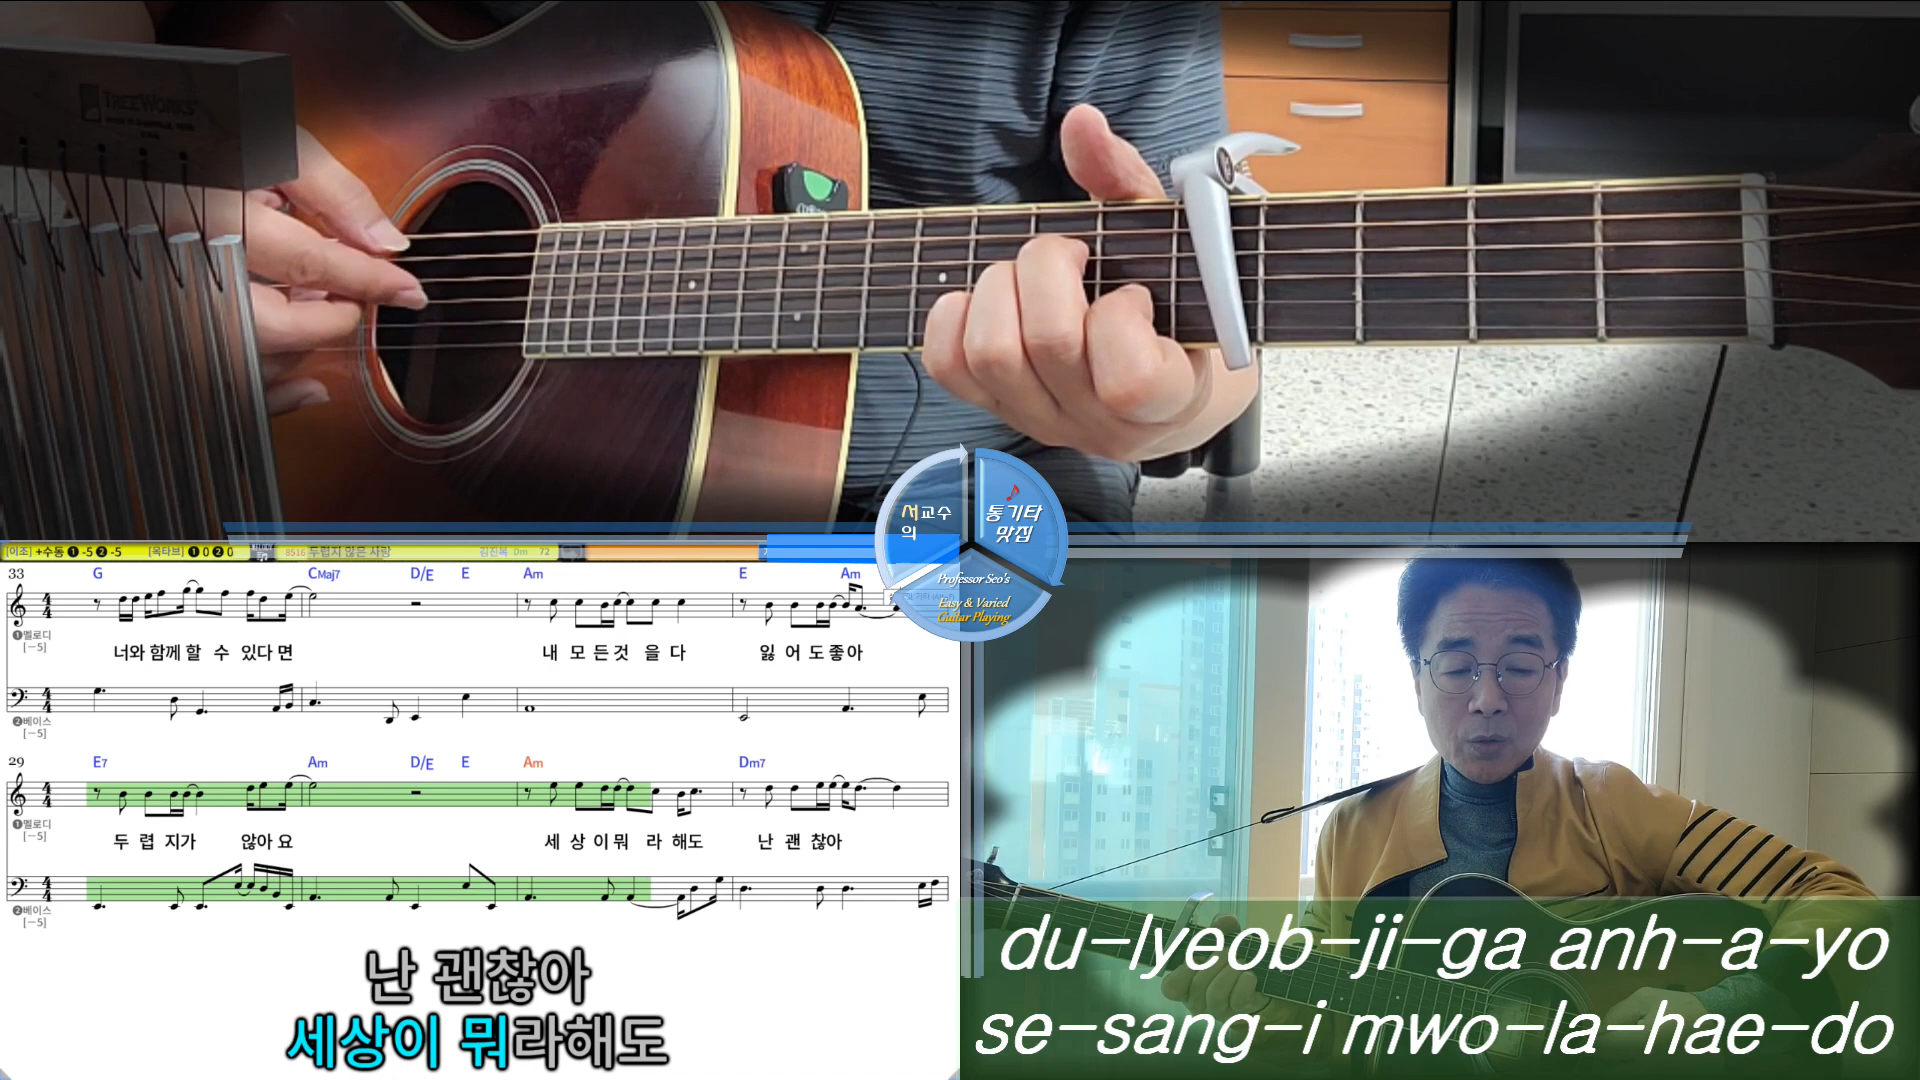 TREEWORKS
서교수
의
통기타
맛집
Professor Seo's
Easy & Varied
Guitar Playing
[이조] +수동 ❶ -5 ❷ -5 [옥타브] ❶ 0 ❷ 0
8516 두렵지 않은 사랑 김진복 Dm 72
33 G CMaj7 D/E E Am E Am
❶멜로디
[-5]
너와 함께 할 수 있다 면 내 모 든 것 을 다 잃 어 도 좋 아
❷베이스
[-5]
29 E7 Am D/E E Am Dm7
❶멜로디
[-5]
두 렵 지가 않아 요 세 상 이 뭐 라 해도 난 괜 찮아
❷베이스
[-5]
난 괜찮아
세상이 뭐라해도
du-lyeob-ji-ga anh-a-yo
se-sang-i mwo-la-hae-do